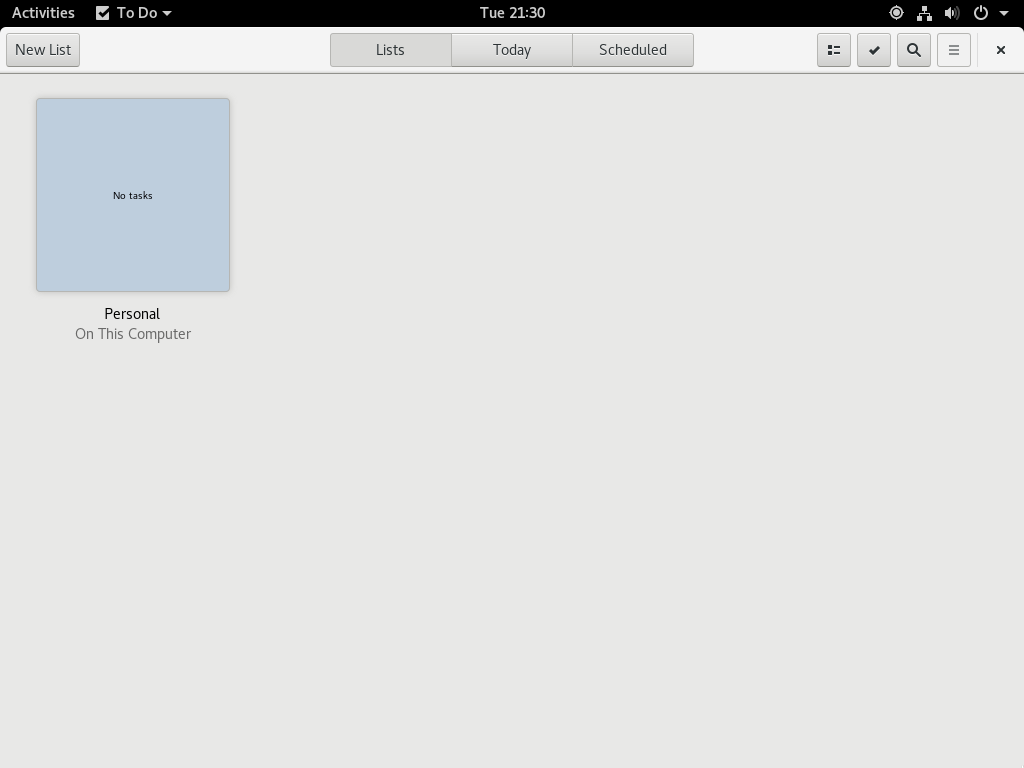 Activities To Do Tue 21:30
New List Lists Today Scheduled
No tasks
Personal
On This Computer